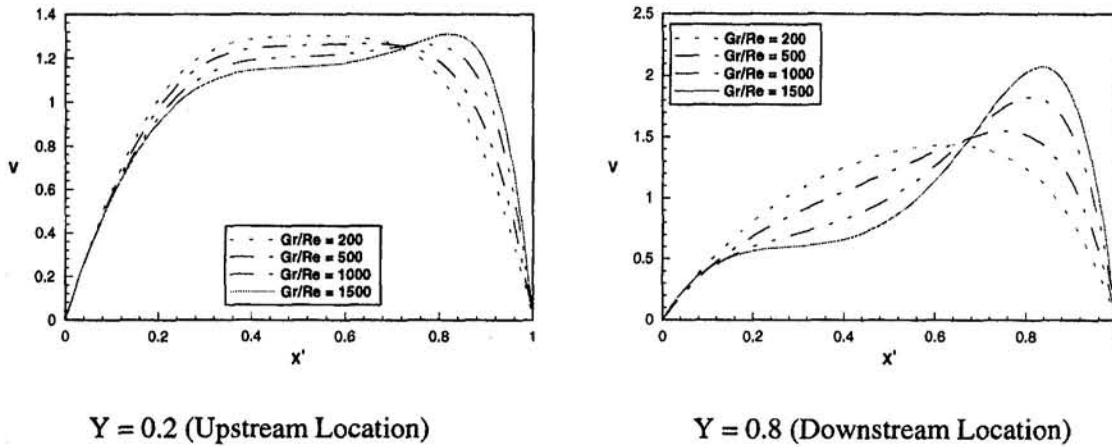 1.4
1.2
1.0
0.8
0.6
0.4
0.2
0
V
Gr/Re = 200
Gr/Re = 500
Gr/Re = 1000
Gr/Re = 1500
0 0.2 0.4 0.6 0.8 1
X'
Y = 0.2 (Upstream Location)
2.5
2.0
1.5
1.0
0.5
0
V
Gr/Re = 200
Gr/Re = 500
Gr/Re = 1000
Gr/Re = 1500
0 0.2 0.4 0.6 0.8
X'
Y = 0.8 (Downstream Location)